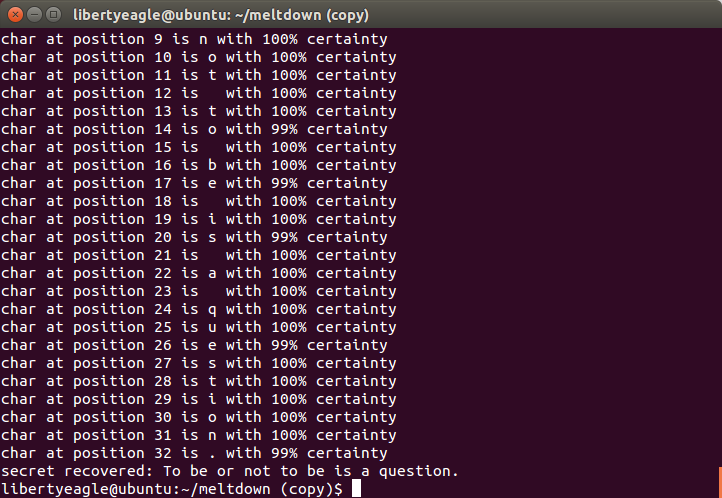 libertyeagle@ubuntu: ~/meltdown (copy)
char at position 9 is n with 100% certainty
char at position 10 is o with 100% certainty
char at position 11 is t with 100% certainty
char at position 12 is   with 100% certainty
char at position 13 is t with 100% certainty
char at position 14 is o with 99% certainty
char at position 15 is   with 100% certainty
char at position 16 is b with 100% certainty
char at position 17 is e with 99% certainty
char at position 18 is   with 100% certainty
char at position 19 is i with 100% certainty
char at position 20 is s with 99% certainty
char at position 21 is   with 100% certainty
char at position 22 is a with 100% certainty
char at position 23 is   with 100% certainty
char at position 24 is q with 100% certainty
char at position 25 is u with 100% certainty
char at position 26 is e with 99% certainty
char at position 27 is s with 100% certainty
char at position 28 is t with 100% certainty
char at position 29 is i with 100% certainty
char at position 30 is o with 100% certainty
char at position 31 is n with 100% certainty
char at position 32 is . with 99% certainty
secret recovered: To be or not to be is a question.
libertyeagle@ubuntu:~/meltdown (copy)$